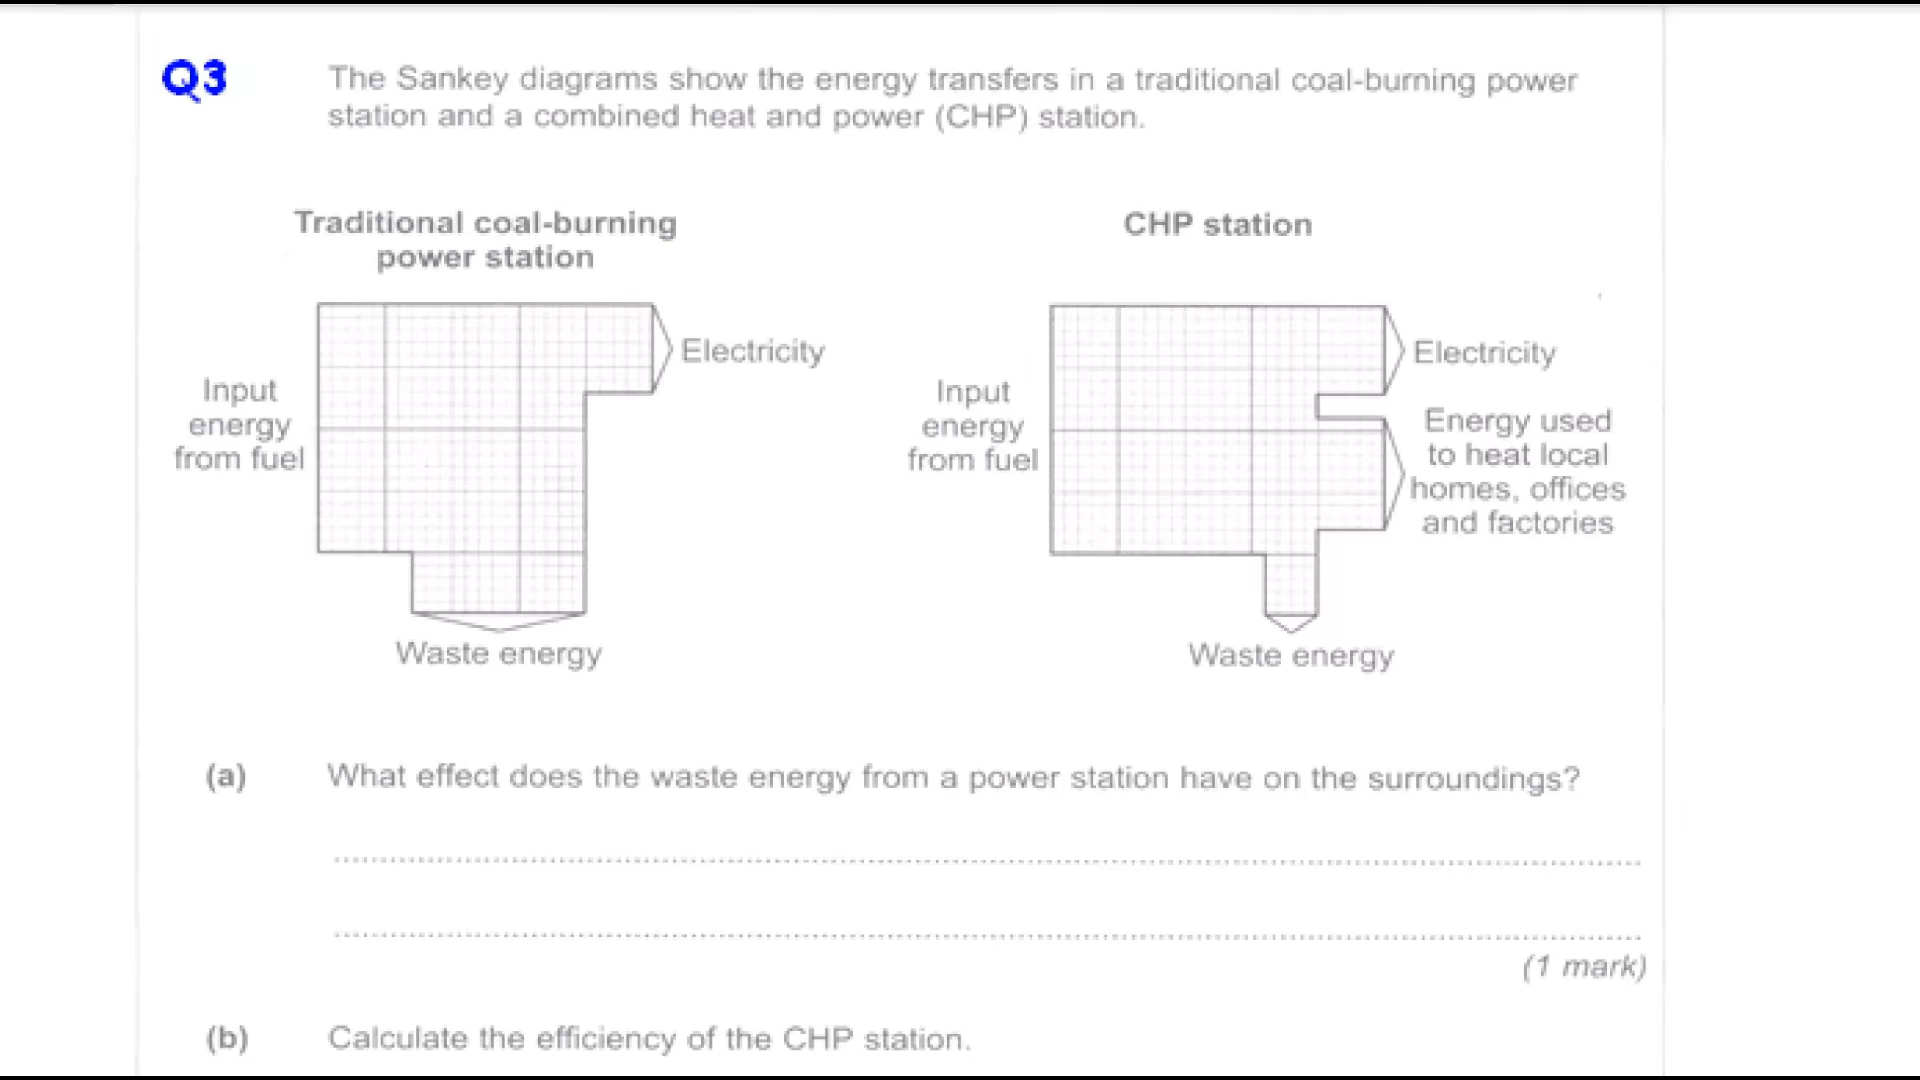 Q3
The Sankey diagrams show the energy transfers in a traditional coal-burning power
station and a combined heat and power (CHP) station.
Traditional coal-burning
power station
Input
energy
from fuel
Electricity
Waste energy
CHP station
Input
energy
from fuel
Electricity
Energy used
to heat local
homes, offices
and factories
Waste energy
(a) What effect does the waste energy from a power station have on the surroundings?
(1 mark)
(b) Calculate the efficiency of the CHP station.